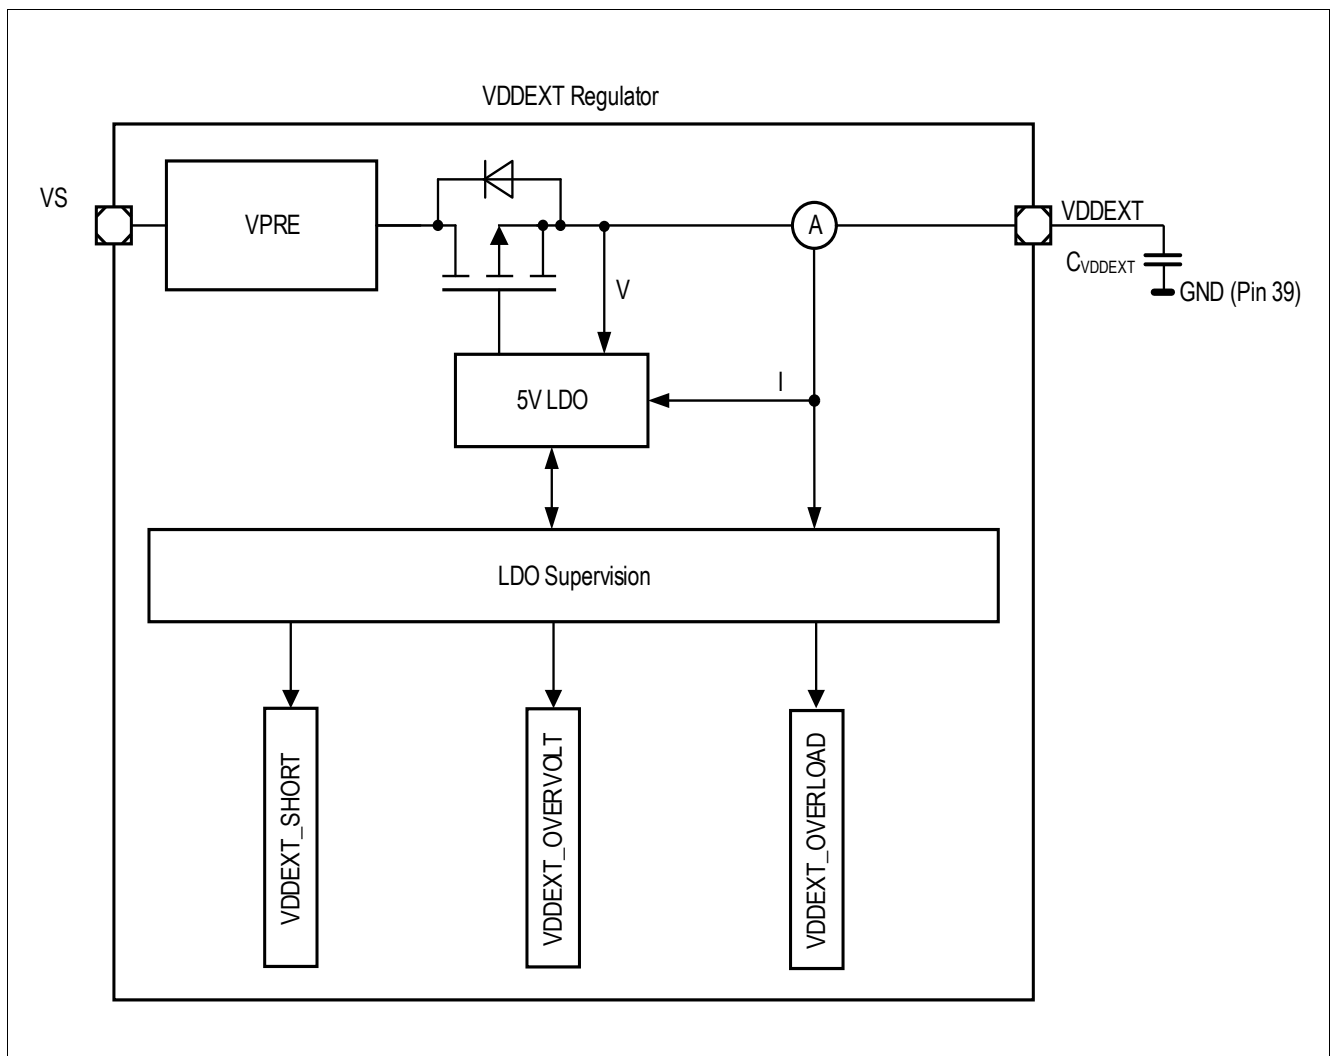 VDDEXT Regulator
VS
VPRE
VDDEXT
A
CVDDEXT
GND (Pin 39)
V
I
5V LDO
LDO Supervision
VDDEXT_SHORT
VDDEXT_OVERVOLT
VDDEXT_OVERLOAD